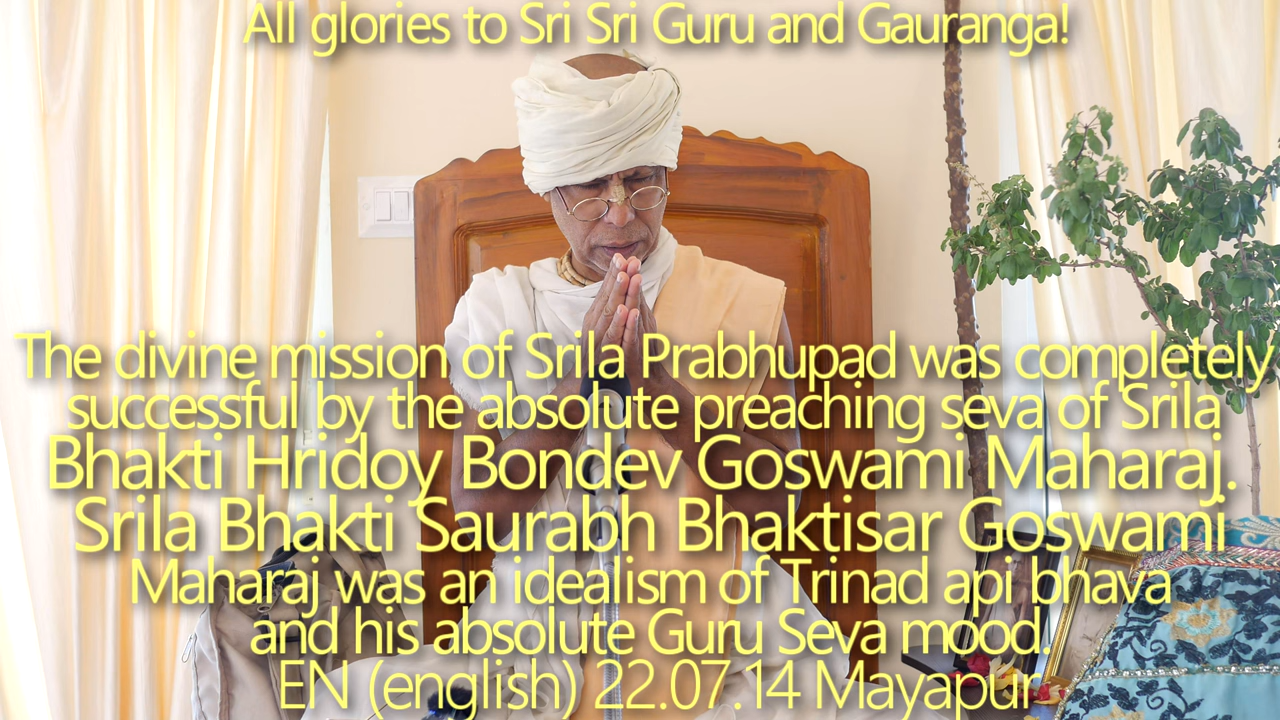 All glories to Sri Sri Guru and Gauranga!
The divine mission of Srila Prabhupad was completely
successful by the absolute preaching seva of Srila
Bhakti Hridoy Bondev Goswami Maharaj.
Srila Bhakti Saurabh Bhaktisar Goswami
Maharaj was an idealism of Trinad api bhava
and his absolute Guru Seva mood.
EN (english) 22.07.14 Mayapur